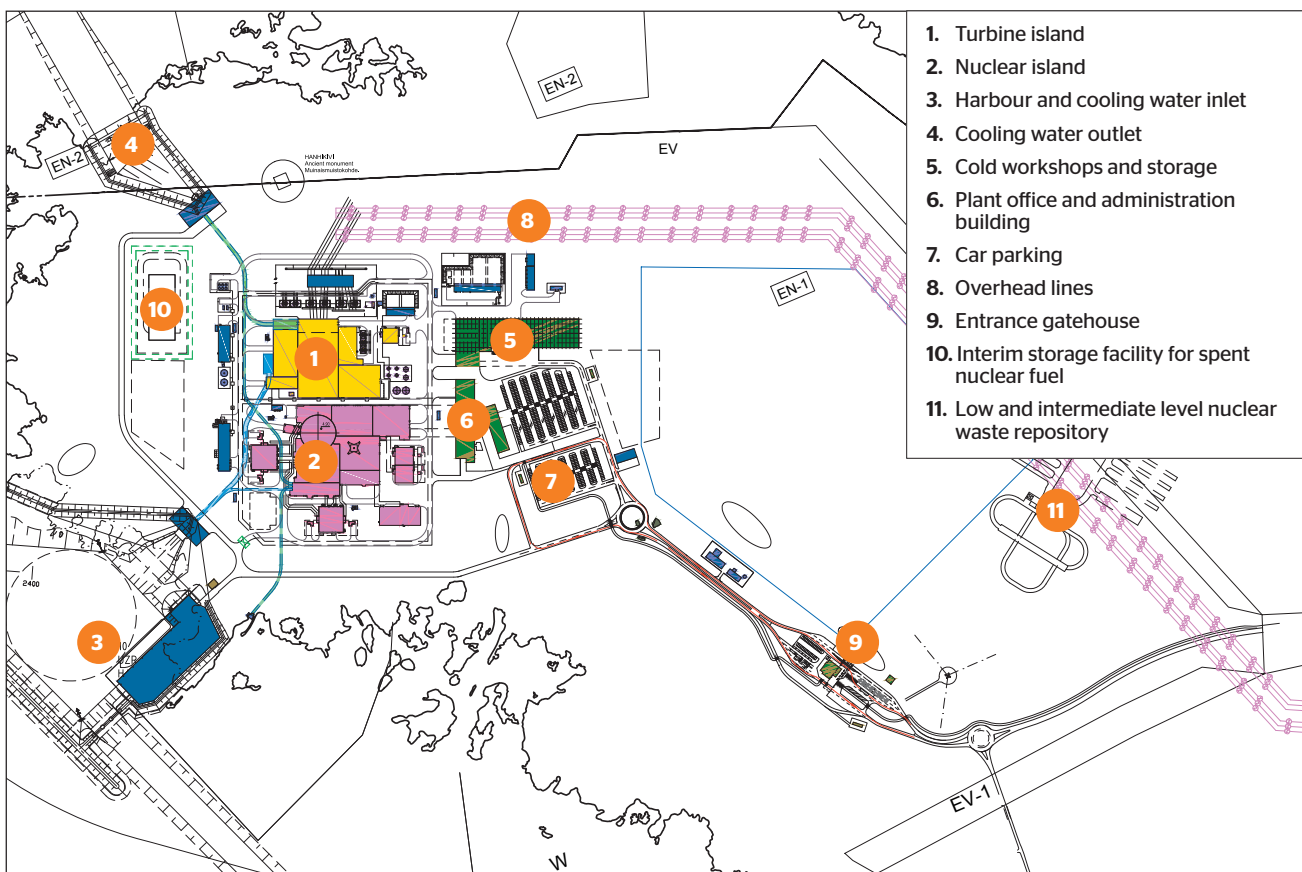 1. Turbine island
2. Nuclear island
3. Harbour and cooling water inlet
4. Cooling water outlet
5. Cold workshops and storage
6. Plant office and administration
building
7. Car parking
8. Overhead lines
9. Entrance gatehouse
10. Interim storage facility for spent
nuclear fuel
11. Low and intermediate level nuclear
waste repository
EN-2
4
EN-2
HANHIKIVI
Ancient monument
Muinaismuistokohde.
EV
8
EN-1
10
1
5
6
2
7
11
2400
3
9
EV-1
W